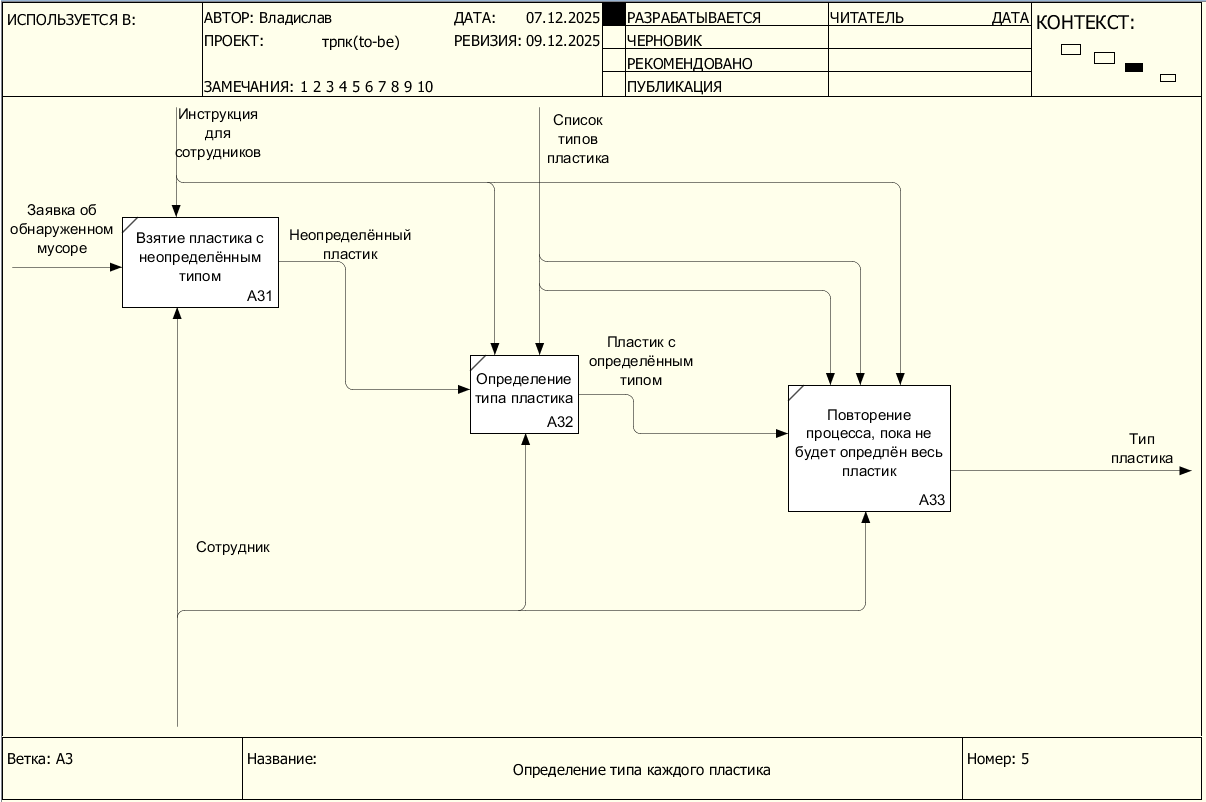 ИСПОЛЬЗУЕТСЯ В:
АВТОР: Владислав
ДАТА: 07.12.2025
ПРОЕКТ: трпк(to-be)
РЕВИЗИЯ: 09.12.2025
ЗАМЕЧАНИЯ: 1 2 3 4 5 6 7 8 9 10
РАЗРАБАТЫВАЕТСЯ
ЧЕРНОВИК
РЕКОМЕНДОВАНО
ПУБЛИКАЦИЯ
ЧИТАТЕЛЬ ДАТА
КОНТЕКСТ:
Инструкция
для
сотрудников
Список
типов
пластика
Заявка об
обнаруженном
мусоре
Взятие пластика с
неопределённым
типом
A31
Неопределённый
пластик
Определение
типа пластика
A32
Пластик с
определённым
типом
Повторение
процесса, пока не
будет опредлён весь
пластик
A33
Тип
пластика
Сотрудник
Ветка: A3
Название:
Определение типа каждого пластика
Номер: 5